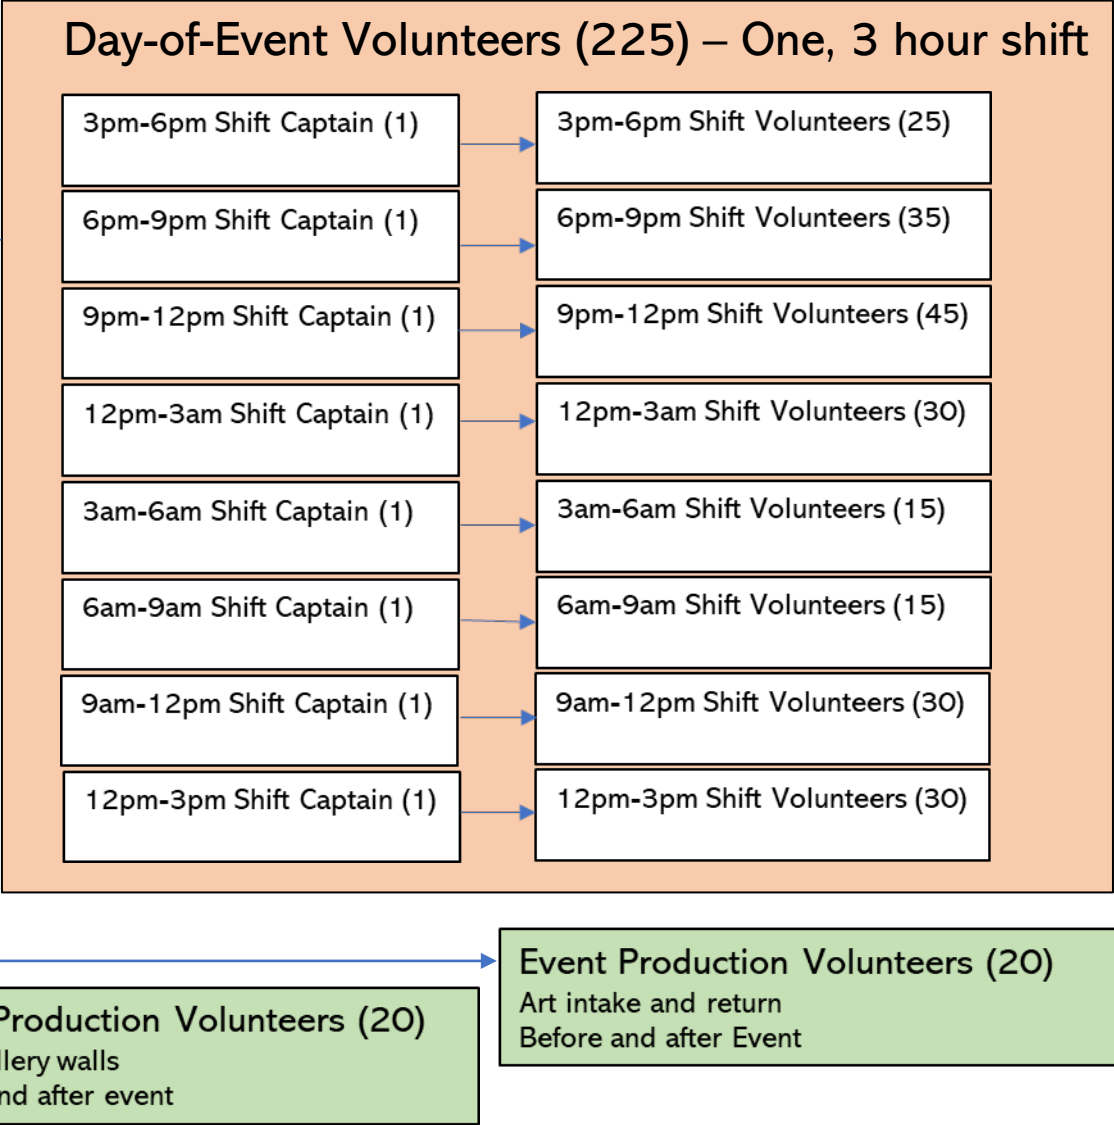 Day-of-Event Volunteers (225) – One, 3 hour shift
3pm-6pm Shift Captain (1)
3pm-6pm Shift Volunteers (25)
6pm-9pm Shift Captain (1)
6pm-9pm Shift Volunteers (35)
9pm-12pm Shift Captain (1)
9pm-12pm Shift Volunteers (45)
12pm-3am Shift Captain (1)
12pm-3am Shift Volunteers (30)
3am-6am Shift Captain (1)
3am-6am Shift Volunteers (15)
6am-9am Shift Captain (1)
6am-9am Shift Volunteers (15)
9am-12pm Shift Captain (1)
9am-12pm Shift Volunteers (30)
12pm-3pm Shift Captain (1)
12pm-3pm Shift Volunteers (30)
Event Production Volunteers (20)
Art intake and return
Before and after Event
Production Volunteers (20)
llery walls
nd after event